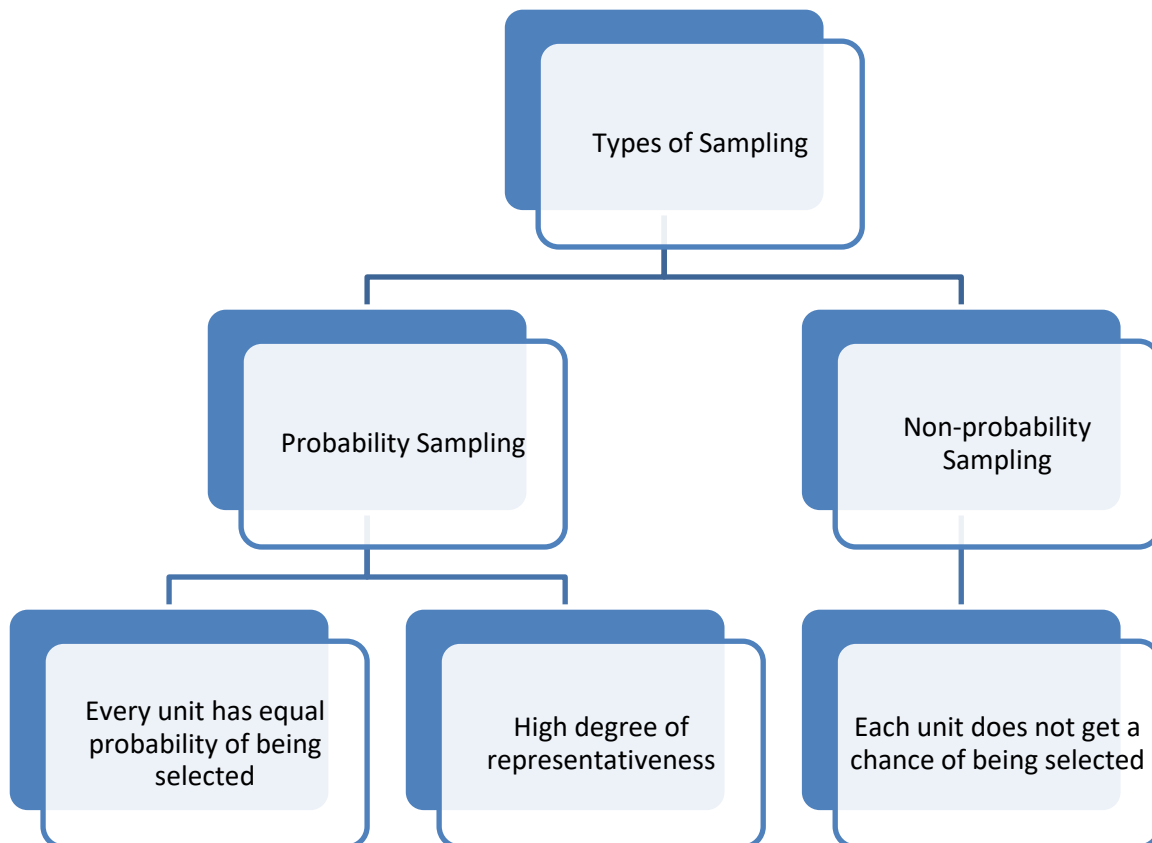 Types of Sampling
Probability Sampling
Non-probability
Sampling
Every unit has equal
probability of being
selected
High degree of
representativeness
Each unit does not get a
chance of being selected